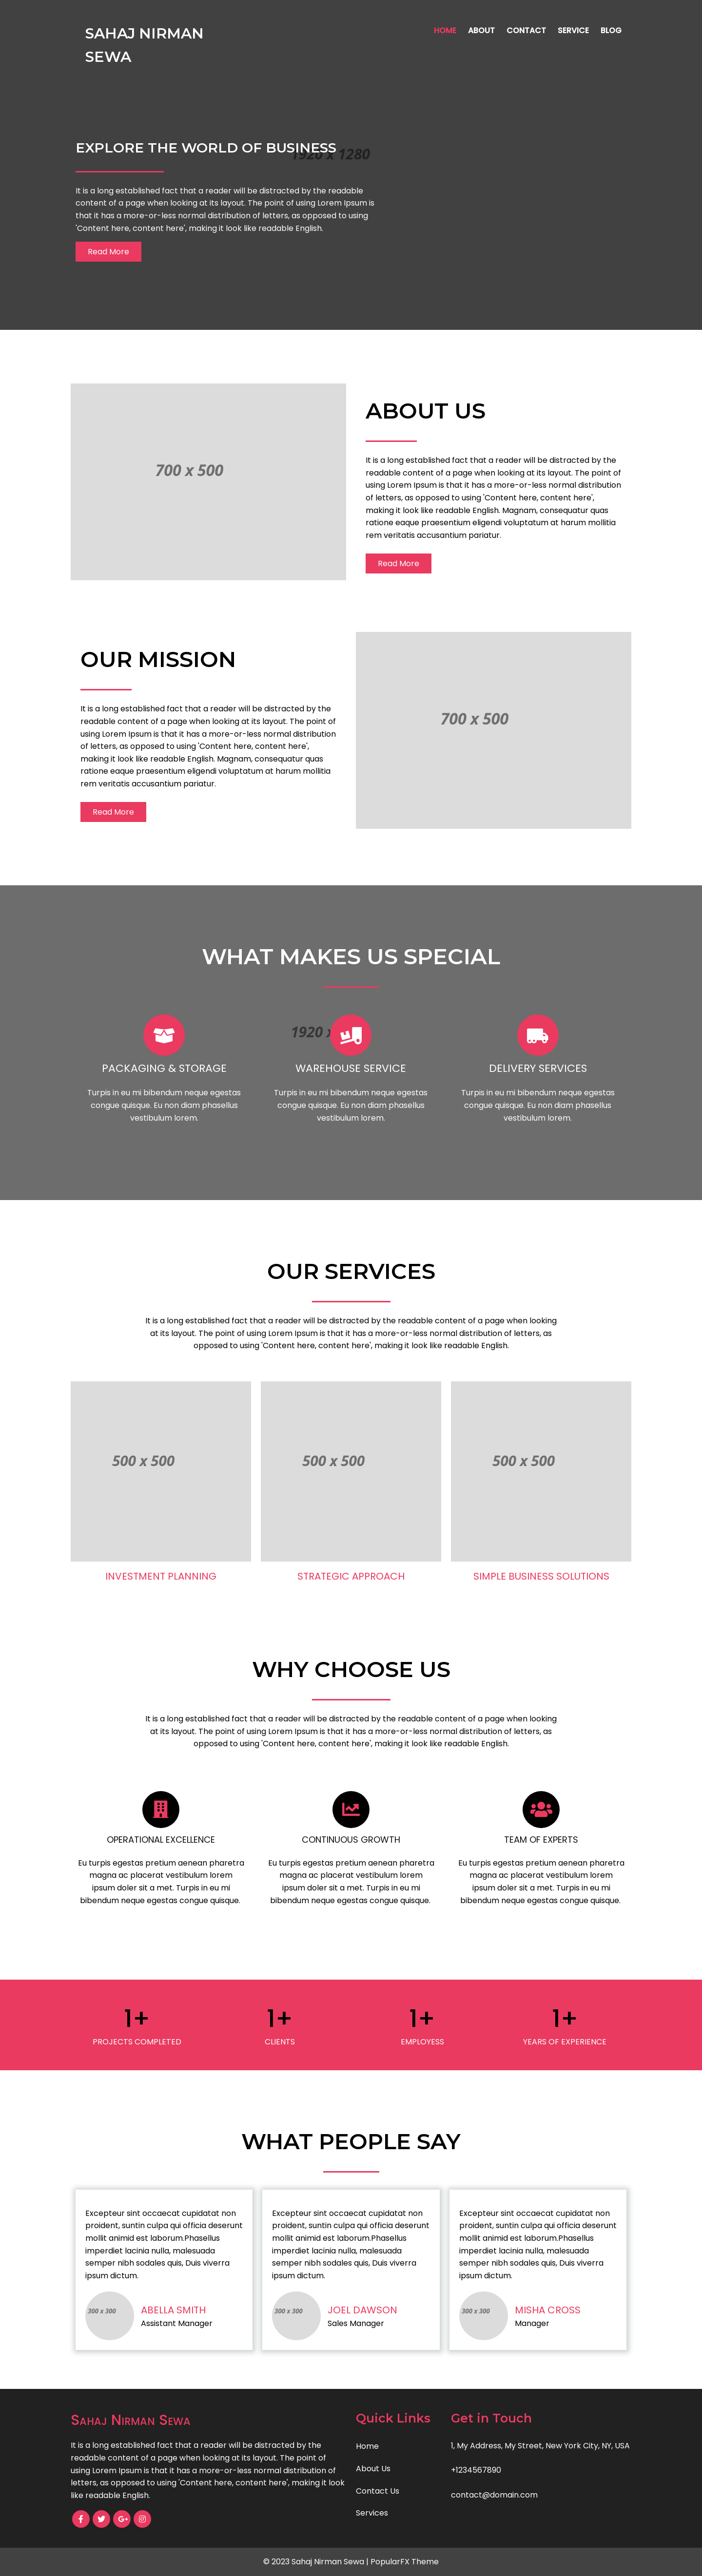 SAHAJ NIRMAN
SEWA
HOME ABOUT CONTACT SERVICE BLOG
EXPLORE THE WORLD OF BUSINESS
1920 x 1280
It is a long established fact that a reader will be distracted by the readable
content of a page when looking at its layout. The point of using Lorem Ipsum is
that it has a more-or-less normal distribution of letters, as opposed to using
'Content here, content here', making it look like readable English.
Read More
700 x 500
ABOUT US
It is a long established fact that a reader will be distracted by the
readable content of a page when looking at its layout. The point of
using Lorem Ipsum is that it has a more-or-less normal distribution
of letters, as opposed to using 'Content here, content here',
making it look like readable English. Magnam, consequatur quas
ratione eaque praesentium eligendi voluptatum at harum mollitia
rem veritatis accusantium pariatur.
Read More
OUR MISSION
It is a long established fact that a reader will be distracted by the
readable content of a page when looking at its layout. The point of
using Lorem Ipsum is that it has a more-or-less normal distribution
of letters, as opposed to using 'Content here, content here',
making it look like readable English. Magnam, consequatur quas
ratione eaque praesentium eligendi voluptatum at harum mollitia
rem veritatis accusantium pariatur.
Read More
700 x 500
WHAT MAKES US SPECIAL
1920 x
PACKAGING & STORAGE
Turpis in eu mi bibendum neque egestas
congue quisque. Eu non diam phasellus
vestibulum lorem.
WAREHOUSE SERVICE
Turpis in eu mi bibendum neque egestas
congue quisque. Eu non diam phasellus
vestibulum lorem.
DELIVERY SERVICES
Turpis in eu mi bibendum neque egestas
congue quisque. Eu non diam phasellus
vestibulum lorem.
OUR SERVICES
It is a long established fact that a reader will be distracted by the readable content of a page when looking
at its layout. The point of using Lorem Ipsum is that it has a more-or-less normal distribution of letters, as
opposed to using 'Content here, content here', making it look like readable English.
500 x 500
500 x 500
500 x 500
INVESTMENT PLANNING
STRATEGIC APPROACH
SIMPLE BUSINESS SOLUTIONS
WHY CHOOSE US
It is a long established fact that a reader will be distracted by the readable content of a page when looking
at its layout. The point of using Lorem Ipsum is that it has a more-or-less normal distribution of letters, as
opposed to using 'Content here, content here', making it look like readable English.
OPERATIONAL EXCELLENCE
Eu turpis egestas pretium aenean pharetra
magna ac placerat vestibulum lorem
ipsum doler sit a met. Turpis in eu mi
bibendum neque egestas congue quisque.
CONTINUOUS GROWTH
Eu turpis egestas pretium aenean pharetra
magna ac placerat vestibulum lorem
ipsum doler sit a met. Turpis in eu mi
bibendum neque egestas congue quisque.
TEAM OF EXPERTS
Eu turpis egestas pretium aenean pharetra
magna ac placerat vestibulum lorem
ipsum doler sit a met. Turpis in eu mi
bibendum neque egestas congue quisque.
1+
PROJECTS COMPLETED
1+
CLIENTS
1+
EMPLOYESS
1+
YEARS OF EXPERIENCE
WHAT PEOPLE SAY
Excepteur sint occaecat cupidatat non
proident, suntin culpa qui officia deserunt
mollit animid est laborum.Phasellus
imperdiet lacinia nulla, malesuada
semper nibh sodales quis, Duis viverra
ipsum dictum.
300 x 300
ABELLA SMITH
Assistant Manager
Excepteur sint occaecat cupidatat non
proident, suntin culpa qui officia deserunt
mollit animid est laborum.Phasellus
imperdiet lacinia nulla, malesuada
semper nibh sodales quis, Duis viverra
ipsum dictum.
300 x 300
JOEL DAWSON
Sales Manager
Excepteur sint occaecat cupidatat non
proident, suntin culpa qui officia deserunt
mollit animid est laborum.Phasellus
imperdiet lacinia nulla, malesuada
semper nibh sodales quis, Duis viverra
ipsum dictum.
300 x 300
MISHA CROSS
Manager
Sahaj Nirman Sewa
It is a long established fact that a reader will be distracted by the
readable content of a page when looking at its layout. The point of
using Lorem Ipsum is that it has a more-or-less normal distribution of
letters, as opposed to using 'Content here, content here', making it look
like readable English.
Quick Links
Home
About Us
Contact Us
Services
Get in Touch
1, My Address, My Street, New York City, NY, USA
+1234567890
contact@domain.com
© 2023 Sahaj Nirman Sewa | PopularFX Theme